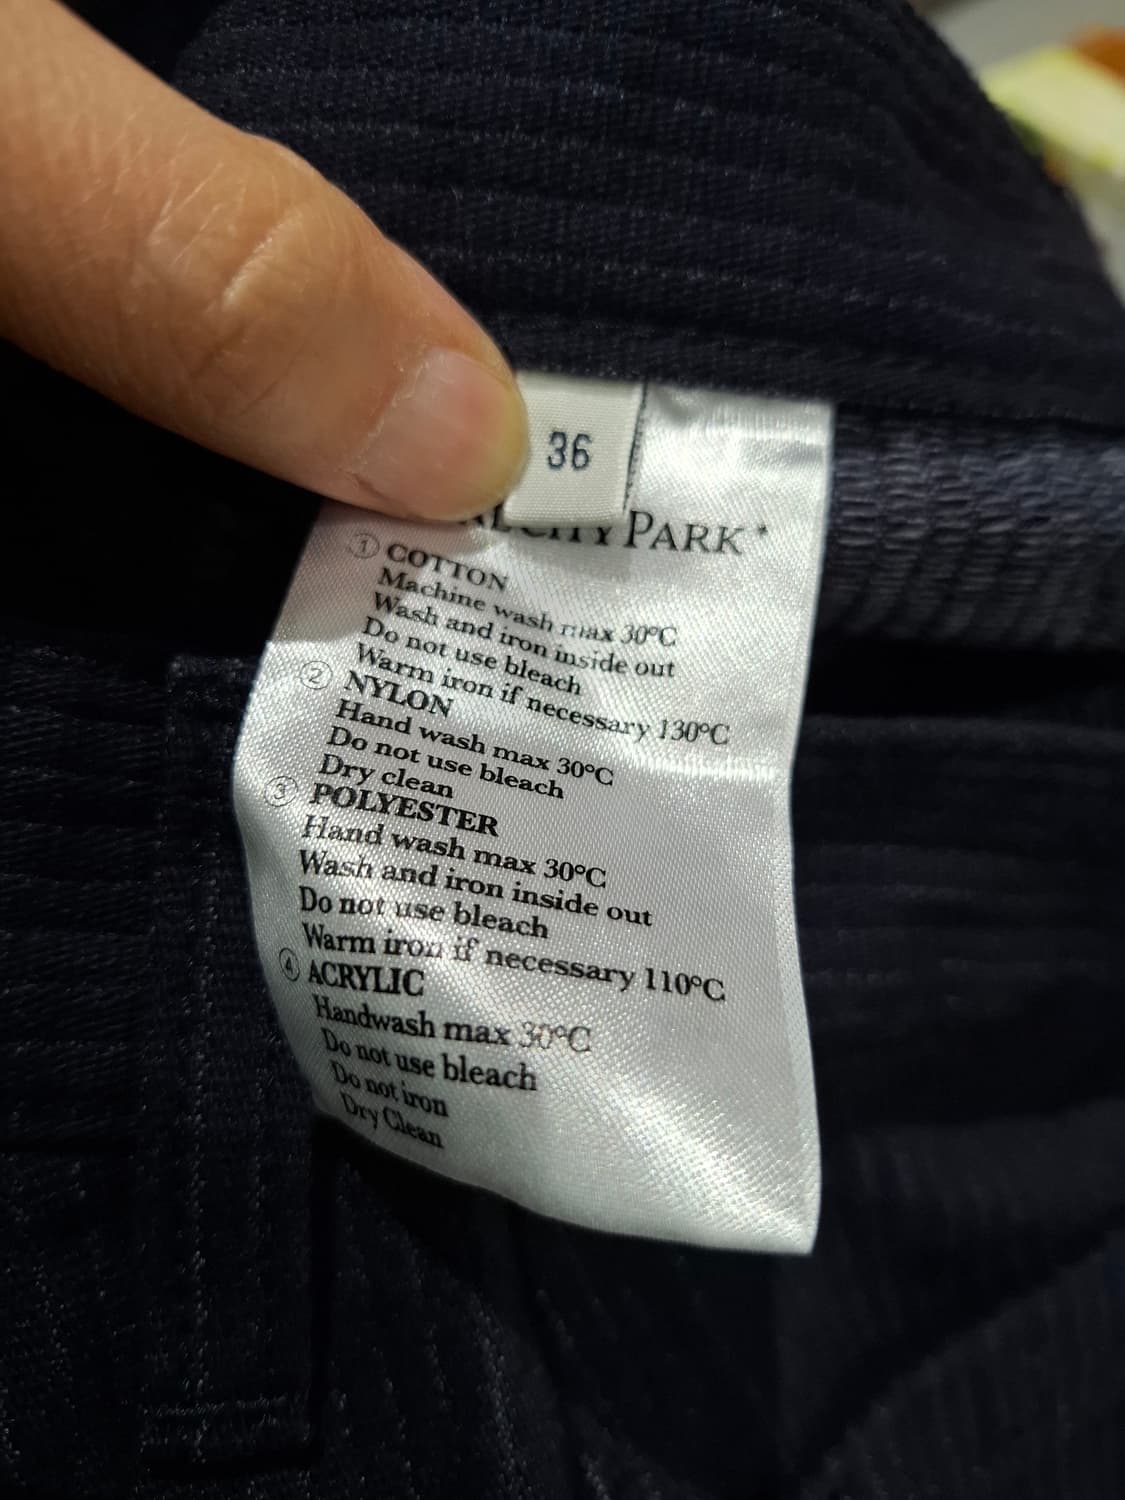 36
PARK
① COTTON
Machine wash max 30°C
Wash and iron inside out
Do not use bleach
Warm iron if necessary 130°C
② NYLON
Hand wash max 30°C
Do not use bleach
Dry clean
③ POLYESTER
Hand wash max 30°C
Wash and iron inside out
Do not use bleach
Warm iron if necessary 110°C
④ ACRYLIC
Handwash max 30°C
Do not use bleach
Do not iron
Dry Clean